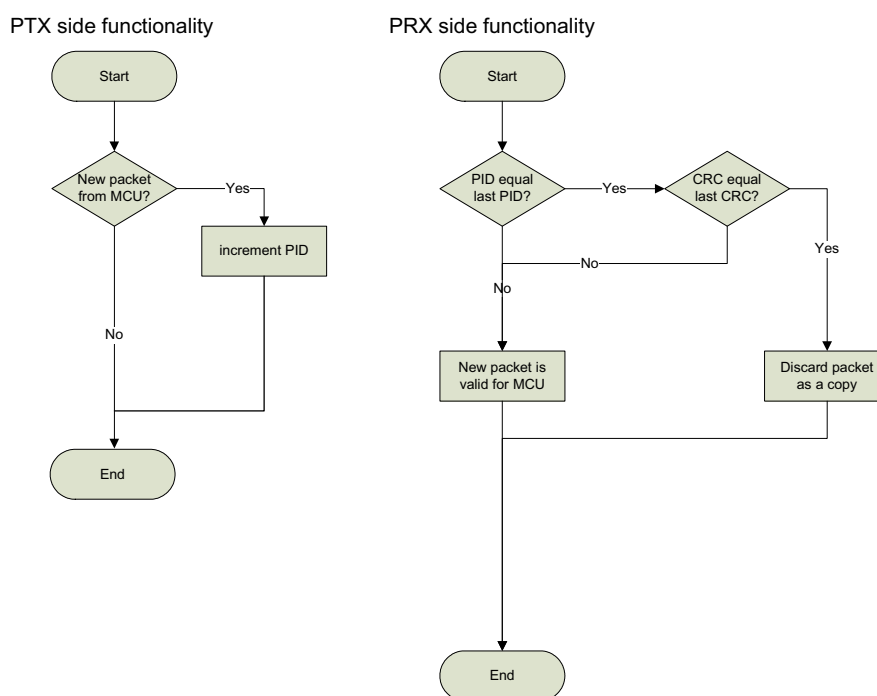 PTX side functionality
Start
New packet
from MCU?
Yes
increment PID
No
End
PRX side functionality
Start
PID equal
last PID?
Yes
CRC equal
last CRC?
Yes
No
No
New packet is
valid for MCU
Discard packet
as a copy
End